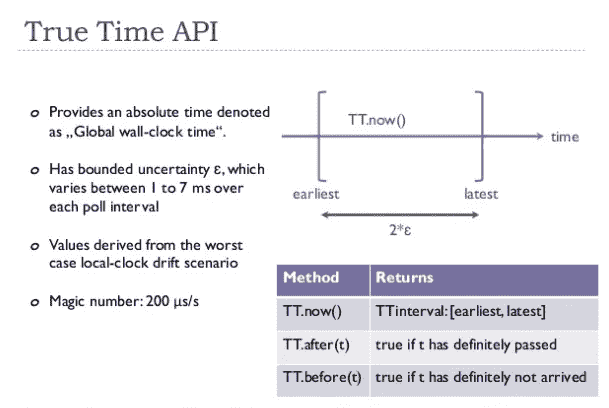 True Time API
o Provides an absolute time denoted
as „Global wall-clock time“.
o Has bounded uncertainty ε, which
varies between 1 to 7 ms over
each poll interval
o Values derived from the worst
case local-clock drift scenario
o Magic number: 200 μs/s
TT.now()
time
earliest
latest
2*ε
Method Returns
TT.now() TTinterval: [earliest, latest]
TT.after(t) true if t has definitely passed
TT.before(t) true if t has definitely not arrived